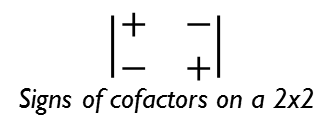 |+ −|
|− +|
Signs of cofactors on a 2x2